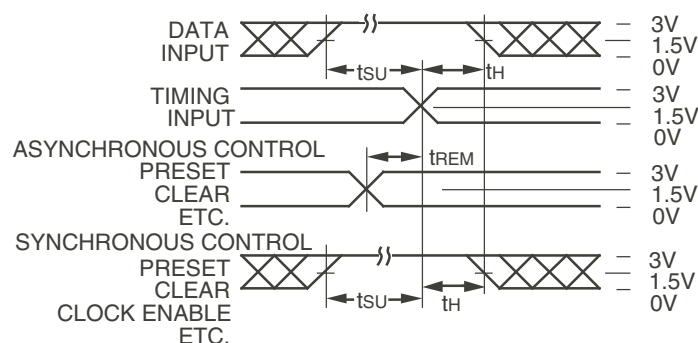 DATA
INPUT
tSU
tH
3V
1.5V
0V
TIMING
INPUT
3V
1.5V
0V
ASYNCHRONOUS CONTROL
PRESET
CLEAR
ETC.
tREM
3V
1.5V
0V
SYNCHRONOUS CONTROL
PRESET
CLEAR
CLOCK ENABLE
ETC.
tSU
tH
3V
1.5V
0V